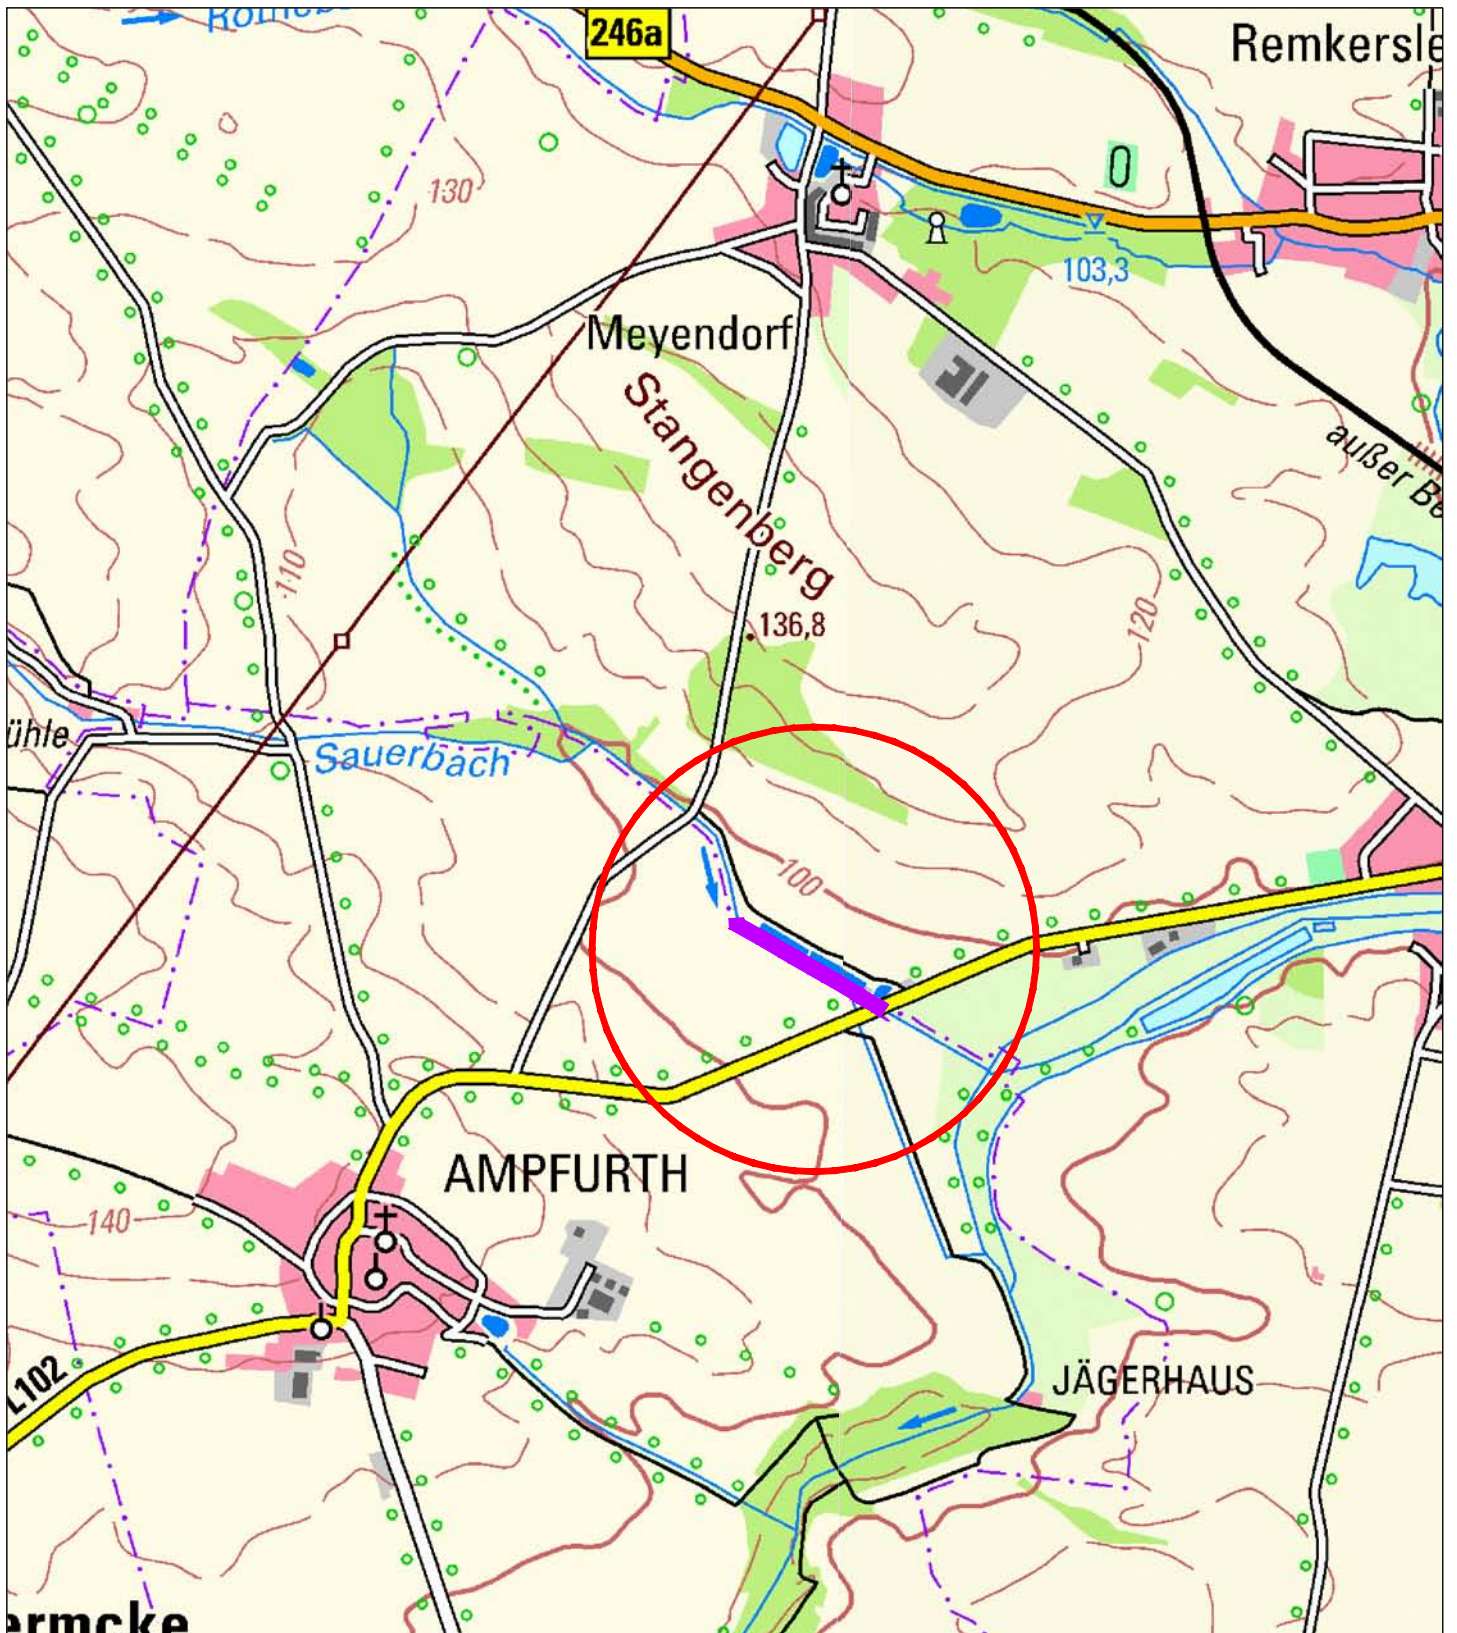 246a
Remkersle
130
103,3
Meyendorf
Stangenberg
außer Be
110
136,8
120
ühle
Sauerbach
100
AMPFURTH
140
L102
JÄGERHAUS
ermcke